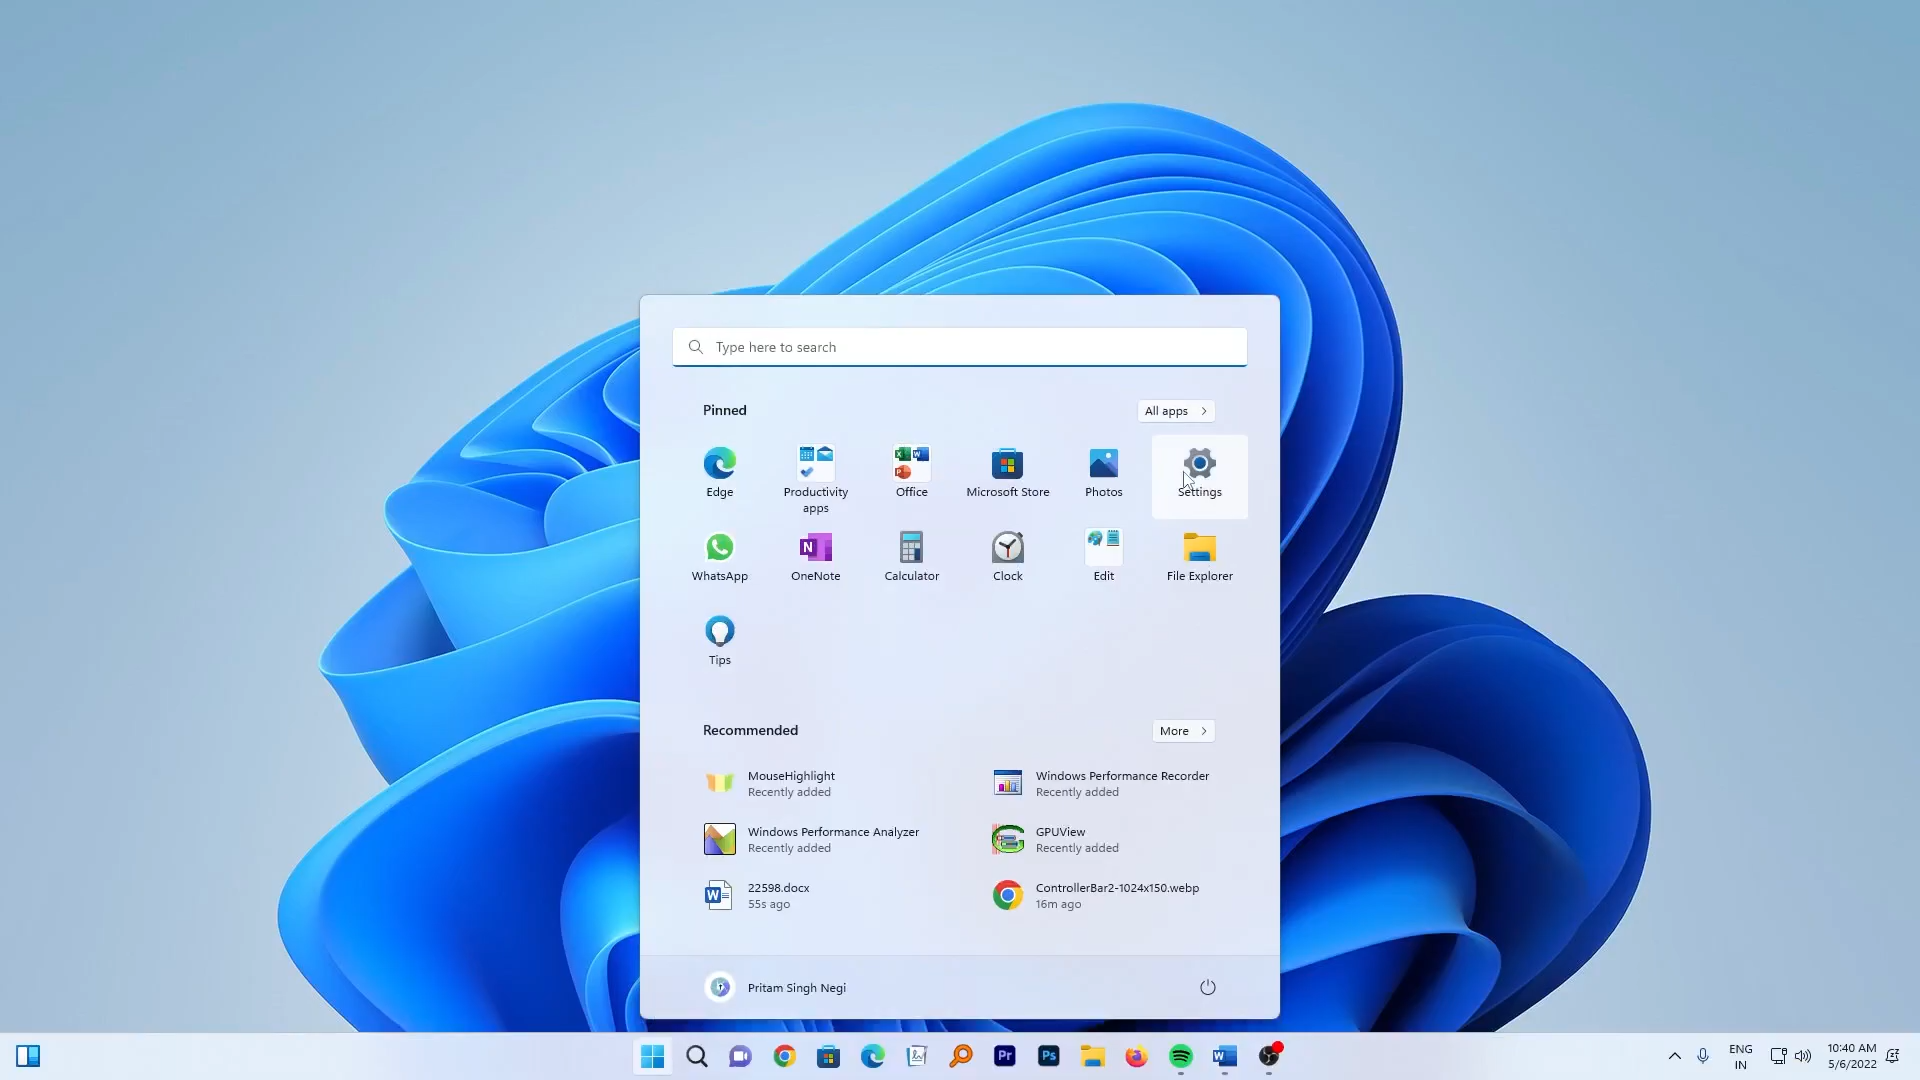 Type here to search
Pinned
All apps
Edge
Productivity apps
Office
Microsoft Store
Photos
Settings
WhatsApp
OneNote
Calculator
Clock
Edit
File Explorer
Tips
Recommended
More
MouseHighlight
Recently added
Windows Performance Recorder
Recently added
Windows Performance Analyzer
Recently added
GPUView
Recently added
22598.docx
55s ago
ControllerBar2-1024x150.webp
16m ago
Pritam Singh Negi
Pr
Ps
ENG
IN
10:40 AM
5/6/2022